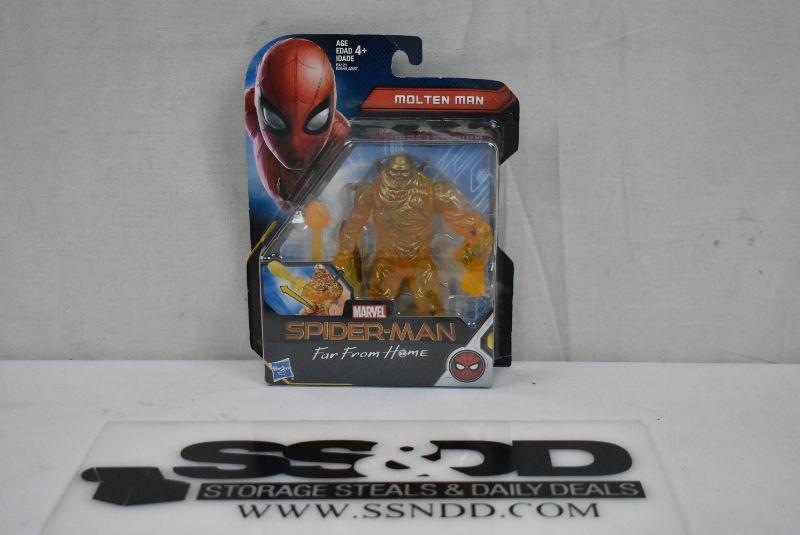 AGE
EDAD 4+
IDADE
MOLTEN MAN
MARVEL
SPIDER-MAN
Far From Home
Hasbro
SS&DD
STORAGE STEALS & DAILY DEALS
WWW.SSNDD.COM